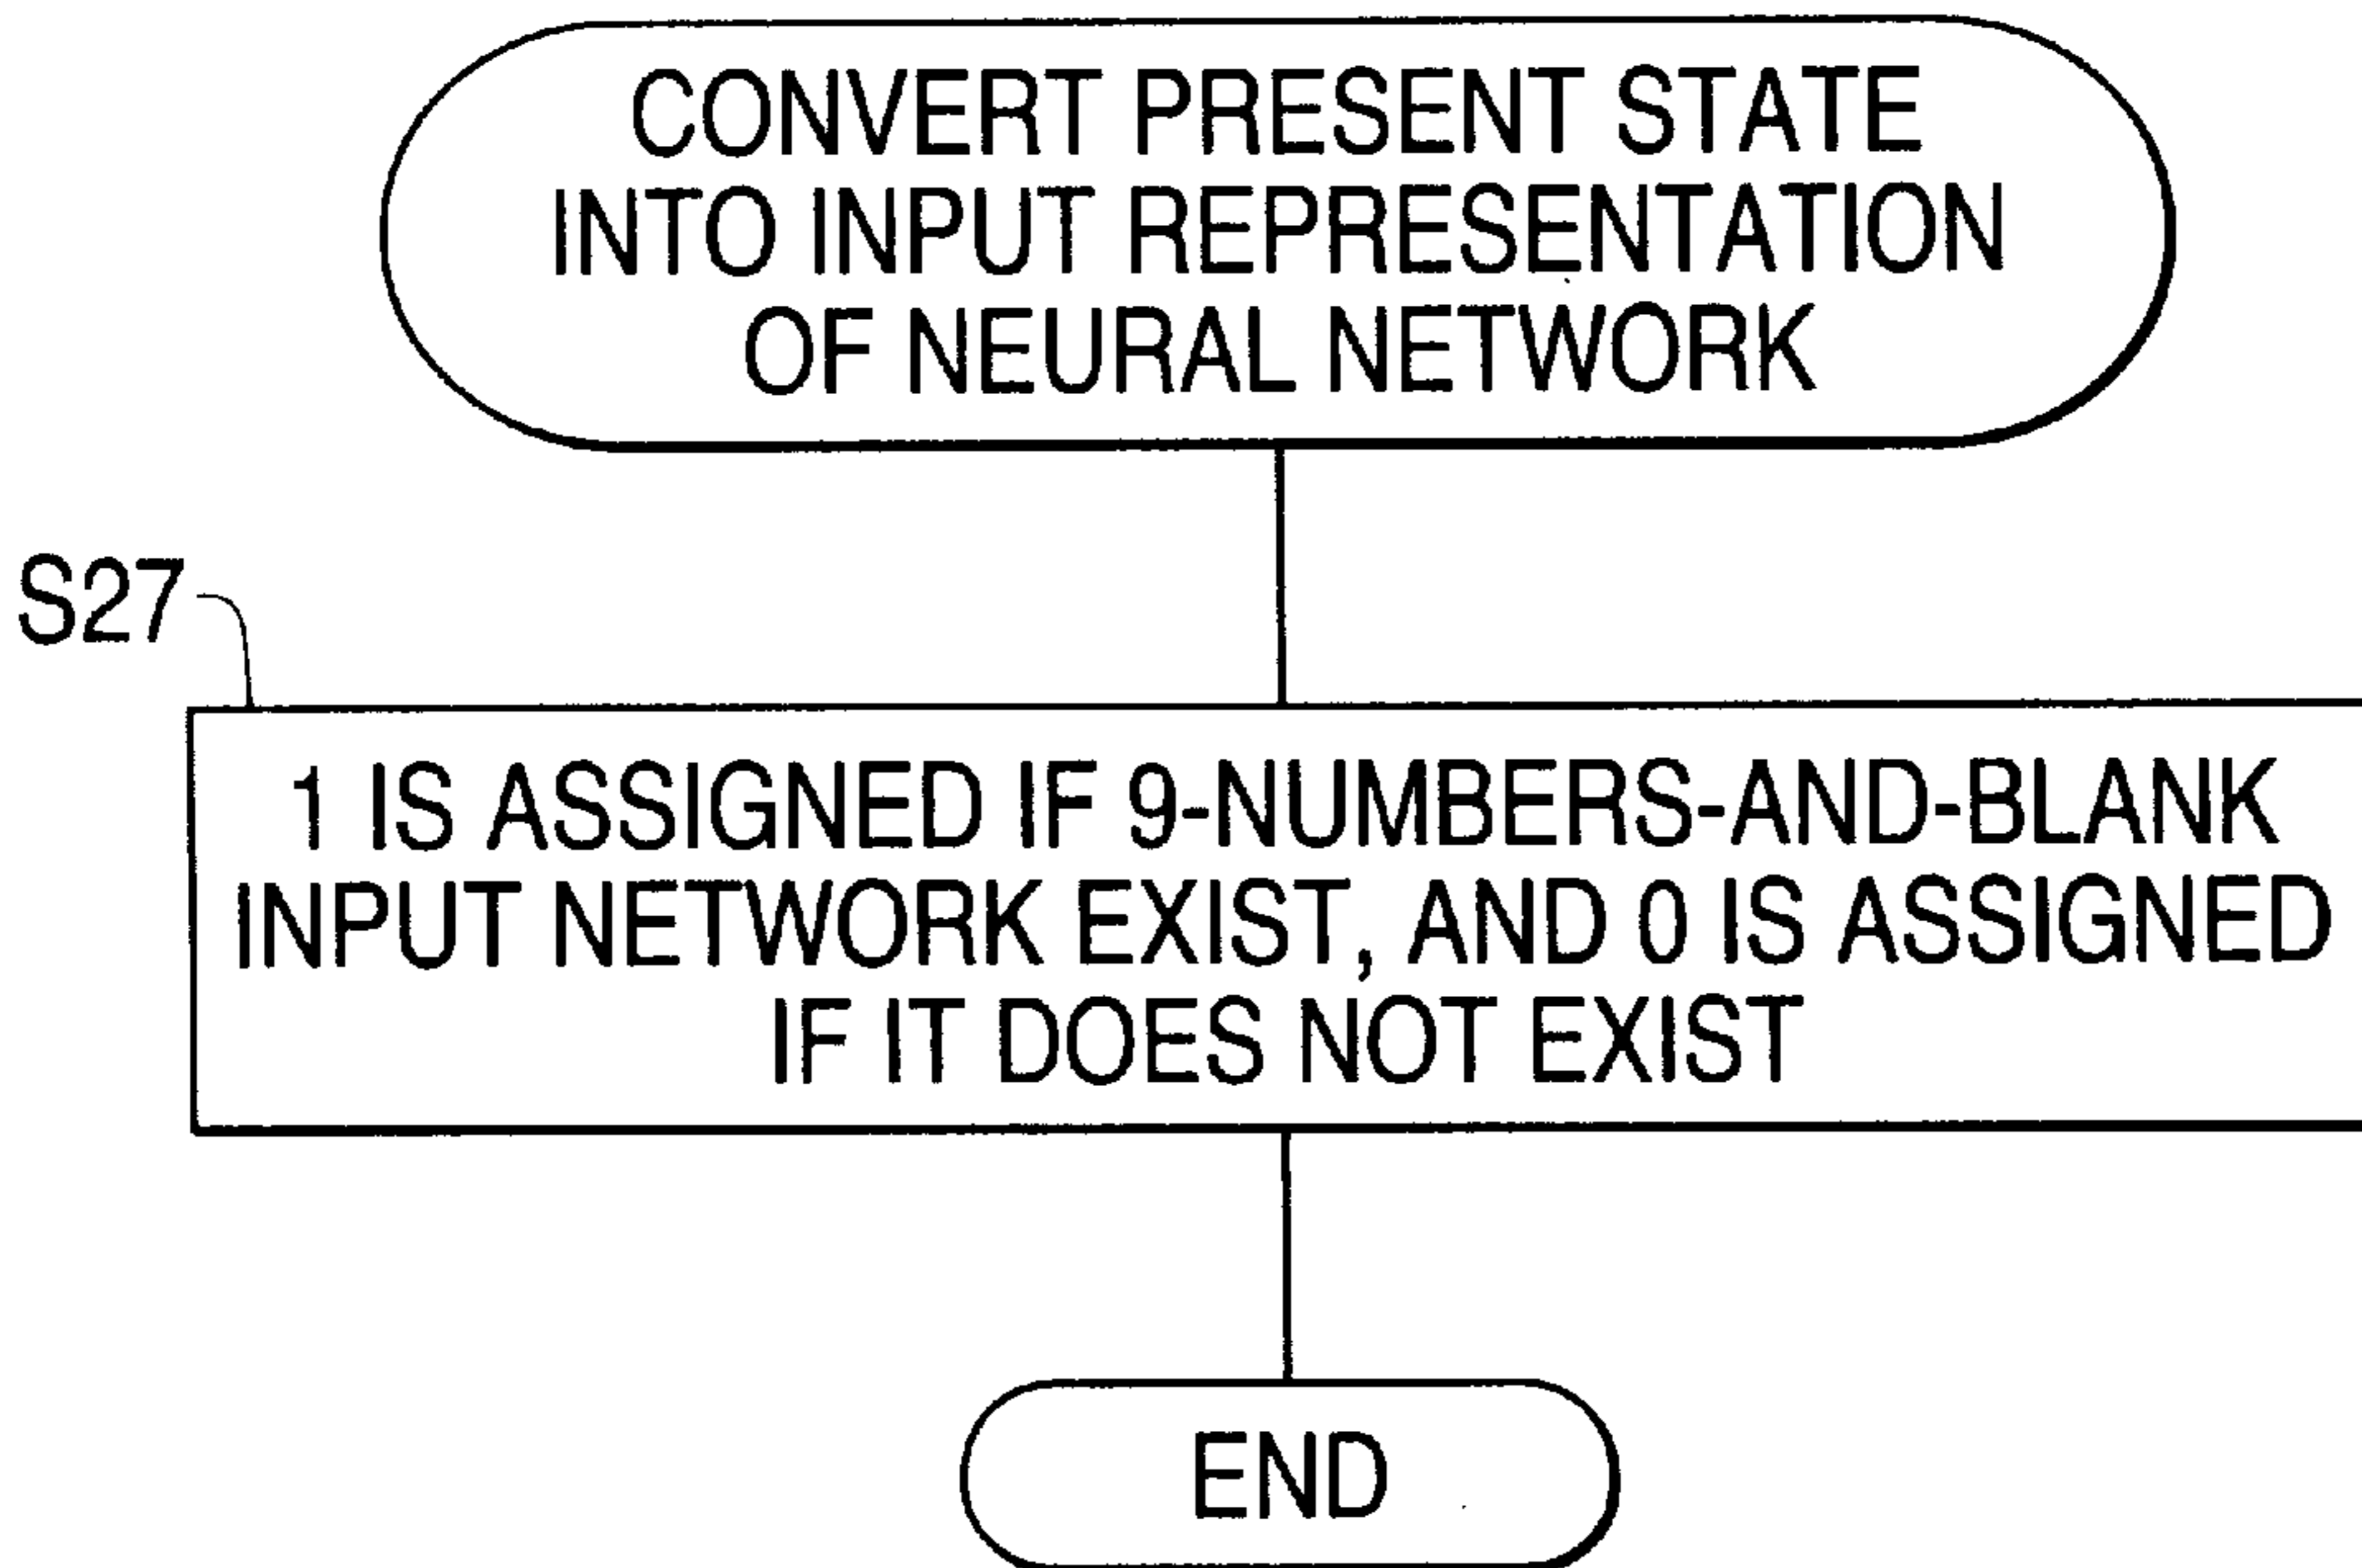 CONVERT PRESENT STATE
INTO INPUT REPRESENTATION
OF NEURAL NETWORK
S27
1 IS ASSIGNED IF 9-NUMBERS-AND-BLANK
INPUT NETWORK EXIST, AND 0 IS ASSIGNED
IF IT DOES NOT EXIST
END